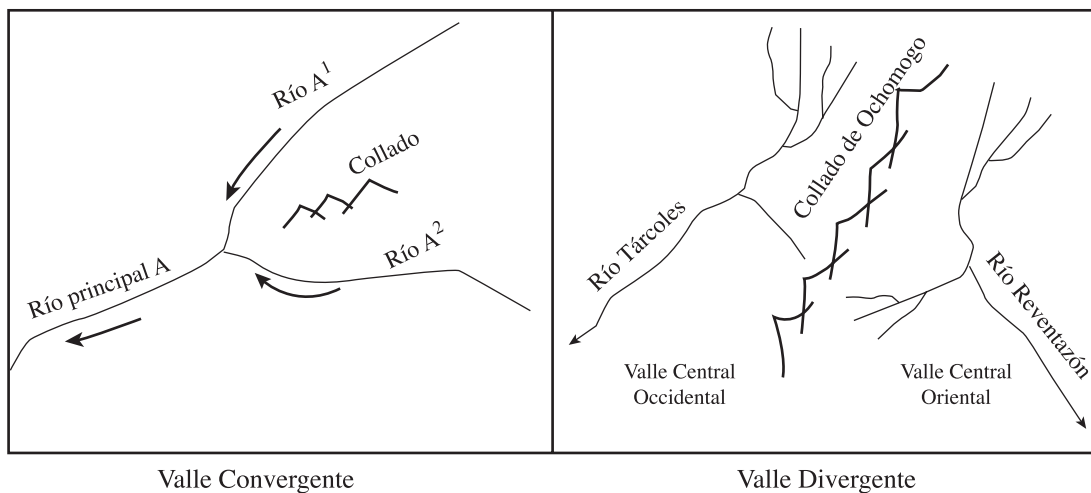 Río A¹
Collado
Río A²
Río principal A
Valle Convergente
Collado de Ochomogo
Río Tárcoles
Río Reventazón
Valle Central
Occidental
Valle Central
Oriental
Valle Divergente